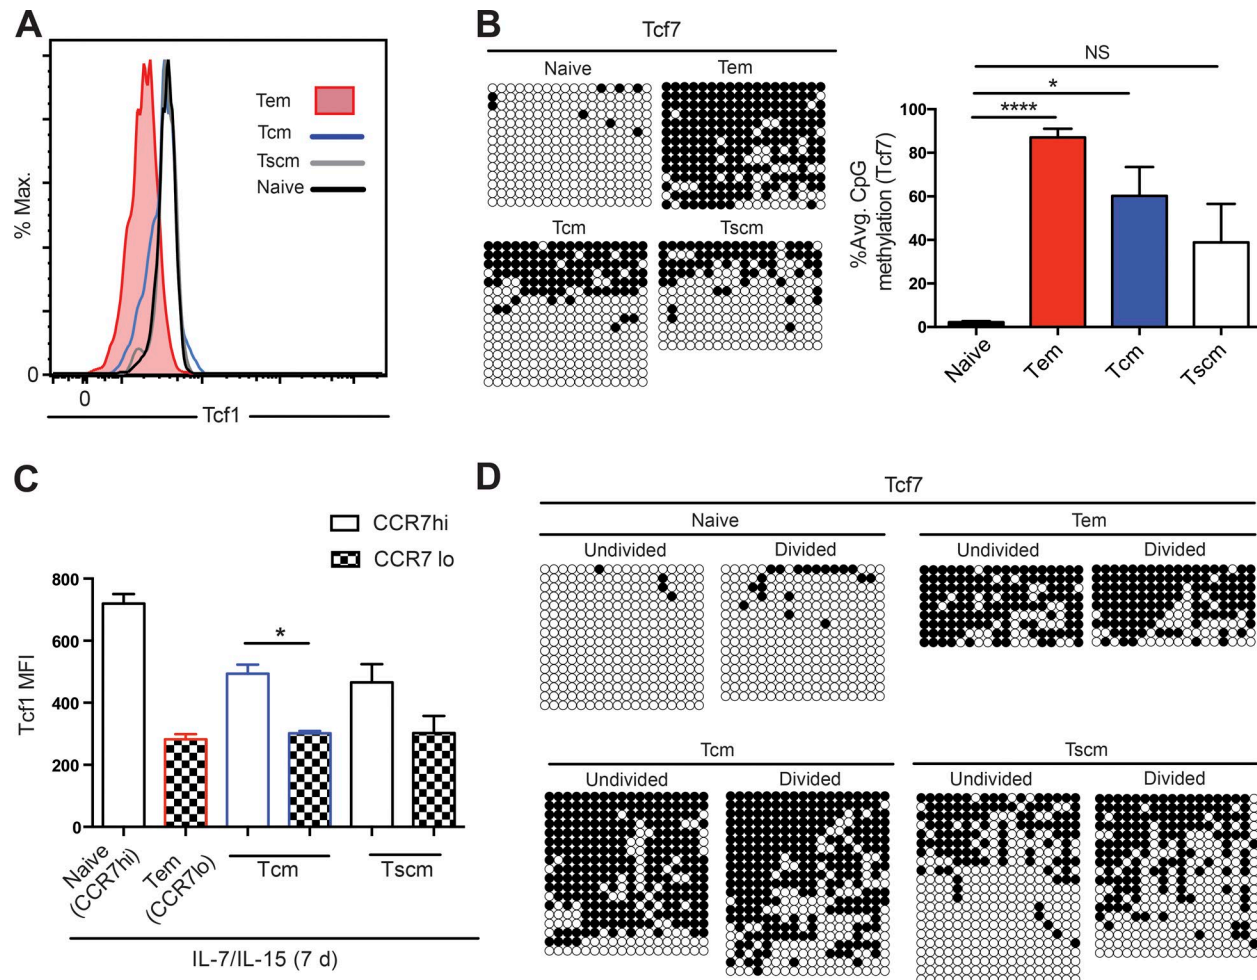 A
% Max.
Tem
Tcm
Tscm
Naive
0
0
Tcf1
B
Tcf7
Naive
Tem
Tcm
Tscm
%Avg. CpG
methylation (Tcf7)
NS
*
****
100
80
60
40
20
0
Naive
Tem
Tcm
Tscm
C
CCR7hi
CCR7 lo
Tcf1 MFI
800
600
400
200
0
*
Naive
(CCR7hi)
Tem
(CCR7lo)
Tcm
Tscm
IL-7/IL-15 (7 d)
D
Tcf7
Naive
Tem
Undivided
Divided
Undivided
Divided
Tcm
Tscm
Undivided
Divided
Undivided
Divided